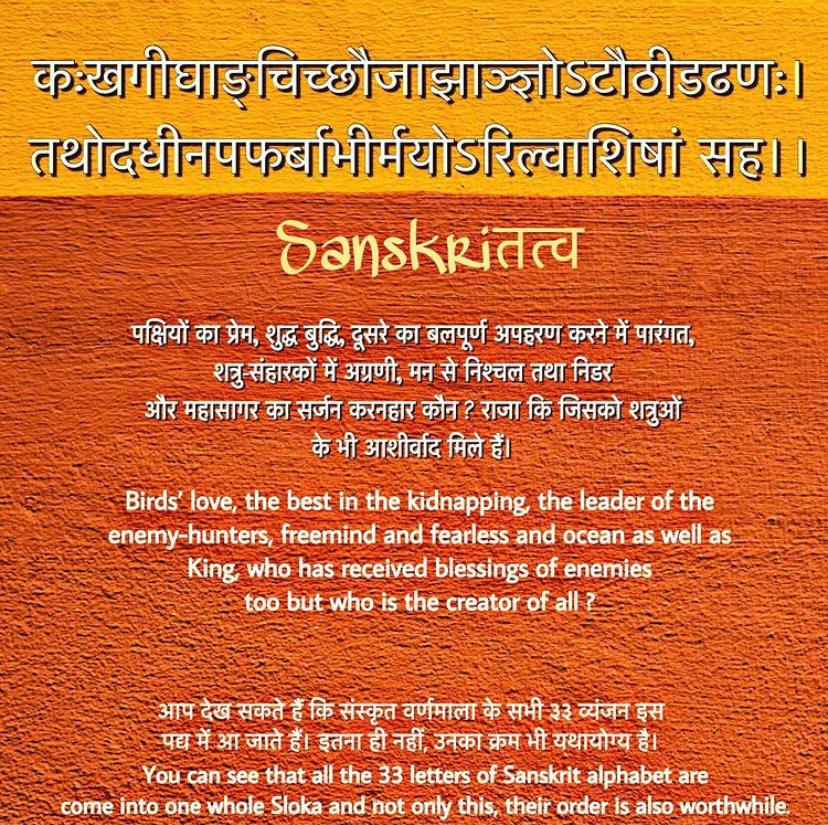 कःखगीघाङ्चिच्छौजाझाञ्ज्ञोऽटौठीडढणः।
तथोदधीनपफर्बाभीर्मयोऽरिल्वाशिषां सह।।
Sanskriतत्व
पक्षियों का प्रेम, शुद्ध बुद्धि, दूसरे का बलपूर्ण अपहरण करने में पारंगत,
शत्रु-संहारकों में अग्रणी, मन से निश्चल तथा निडर
और महासागर का सर्जन करनहार कौन ? राजा कि जिसको शत्रुओं
के भी आशीर्वाद मिले हैं।
Birds' love, the best in the kidnapping, the leader of the
enemy-hunters, freemind and fearless and ocean as well as
King, who has received blessings of enemies
too but who is the creator of all ?
आप देख सकते हैं कि संस्कृत वर्णमाला के सभी ३३ व्यंजन इस
पद्य में आ जाते हैं। इतना ही नहीं, उनका क्रम भी यथायोग्य है।
You can see that all the 33 letters of Sanskrit alphabet are
come into one whole Sloka and not only this, their order is also worthwhile.